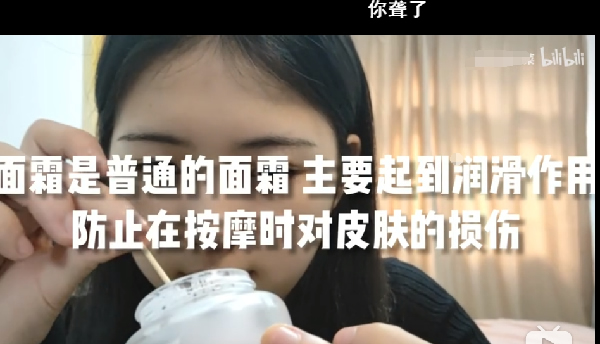 你聋了
bilibili
面霜是普通的面霜 主要起到润滑作用
防止在按摩时对皮肤的损伤